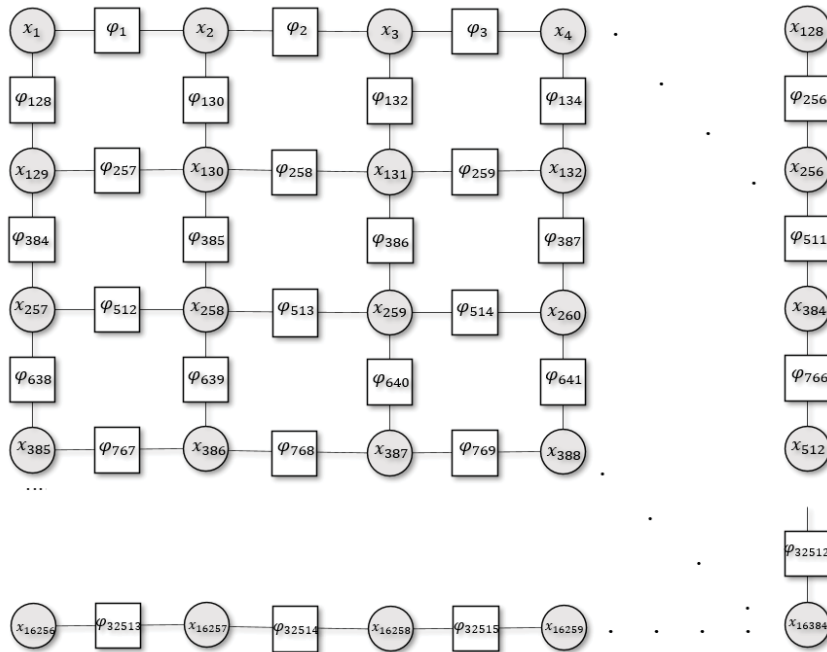 x₁ φ₁ x₂ φ₂ x₃ φ₃ x₄ x₁₂₈
φ₁₂₈ φ₁₃₀ φ₁₃₂ φ₁₃₄ φ₂₅₆
x₁₂₉ φ₂₅₇ x₁₃₀ φ₂₅₈ x₁₃₁ φ₂₅₉ x₁₃₂ x₂₅₆
φ₃₈₄ φ₃₈₅ φ₃₈₆ φ₃₈₇ φ₅₁₁
x₂₅₇ φ₅₁₂ x₂₅₈ φ₅₁₃ x₂₅₉ φ₅₁₄ x₂₆₀ x₃₈₄
φ₆₃₈ φ₆₃₉ φ₆₄₀ φ₆₄₁ φ₇₆₆
x₃₈₅ φ₇₆₇ x₃₈₆ φ₇₆₈ x₃₈₇ φ₇₆₉ x₃₈₈ x₅₁₂
...
φ₃₂₅₁₂
x₁₆₂₅₆ φ₃₂₅₁₃ x₁₆₂₅₇ φ₃₂₅₁₄ x₁₆₂₅₈ φ₃₂₅₁₅ x₁₆₂₅₉ x₁₆₃₈₄